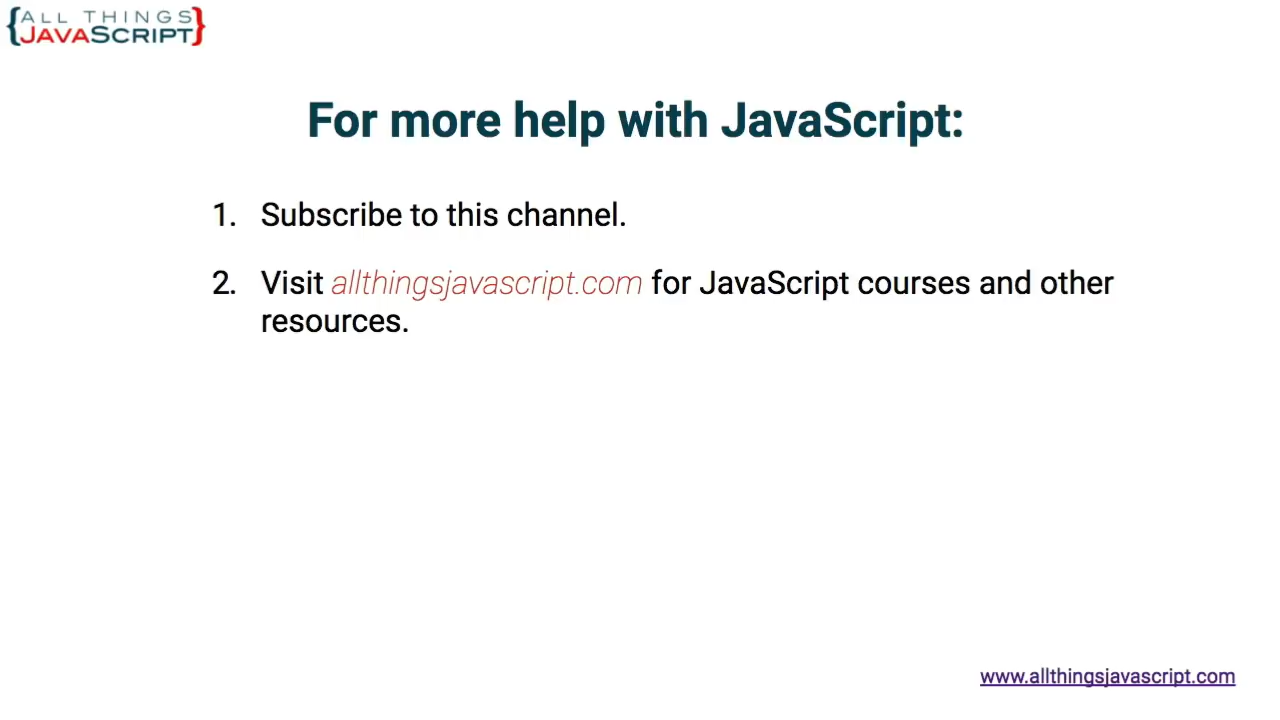 {ALL THINGS
JAVASCRIPT}
For more help with JavaScript:
1. Subscribe to this channel.
2. Visit allthingsjavascript.com for JavaScript courses and other
resources.
www.allthingsjavascript.com